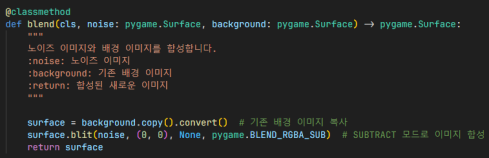 @classmethod
def blend(cls, noise: pygame.Surface, background: pygame.Surface) → pygame.Surface:
"""
노이즈 이미지와 배경 이미지를 합성합니다.
:noise: 노이즈 이미지
:background: 기존 배경 이미지
:return: 합성된 새로운 이미지
"""
surface = background.copy().convert() # 기존 배경 이미지 복사
surface.blit(noise, (0, 0), None, pygame.BLEND_RGBA_SUB) # SUBTRACT 모드로 이미지 합성
return surface